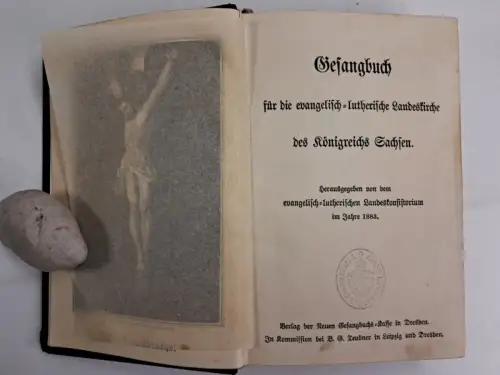 Gesangbuch
für die evangelisch-lutherische Landeskirche
des Königreichs Sachsen.
Herausgegeben von dem
evangelisch-lutherischen Landeskonsistorium
im Jahre 1883.
Verlag der Neuen Gesangbuchs-Kasse in Dresden.
In Kommission bei B. G. Teubner in Leipzig und Dresden.